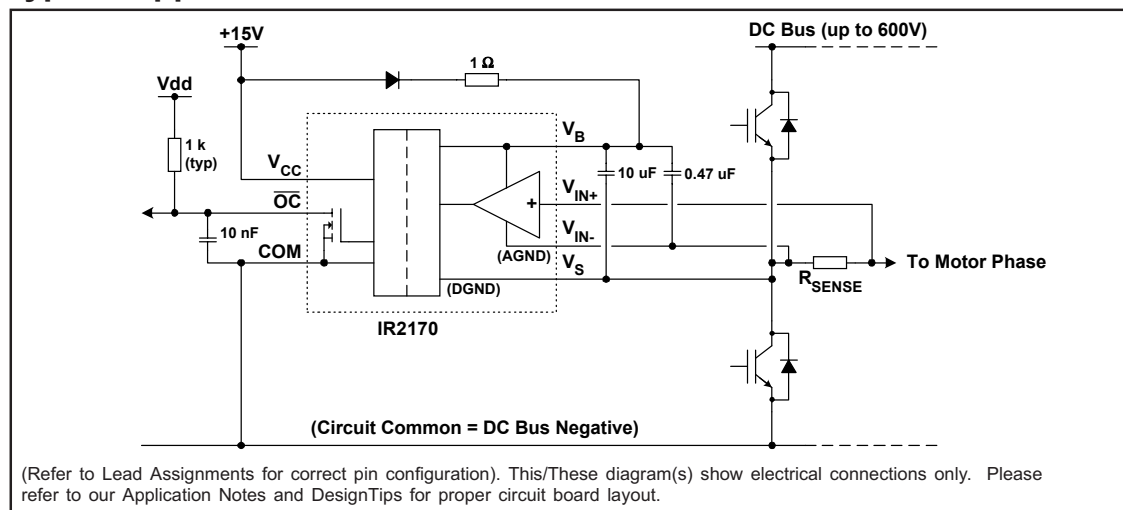 +15V
DC Bus (up to 600V)
1 Ω
Vdd
1 k
(typ)
VB
VCC
10 uF
0.47 uF
VIN+
OC
+
10 nF
VIN-
COM
(AGND)
VS
To Motor Phase
RSENSE
(DGND)
IR2170
(Circuit Common = DC Bus Negative)
(Refer to Lead Assignments for correct pin configuration). This/These diagram(s) show electrical connections only. Please
refer to our Application Notes and DesignTips for proper circuit board layout.